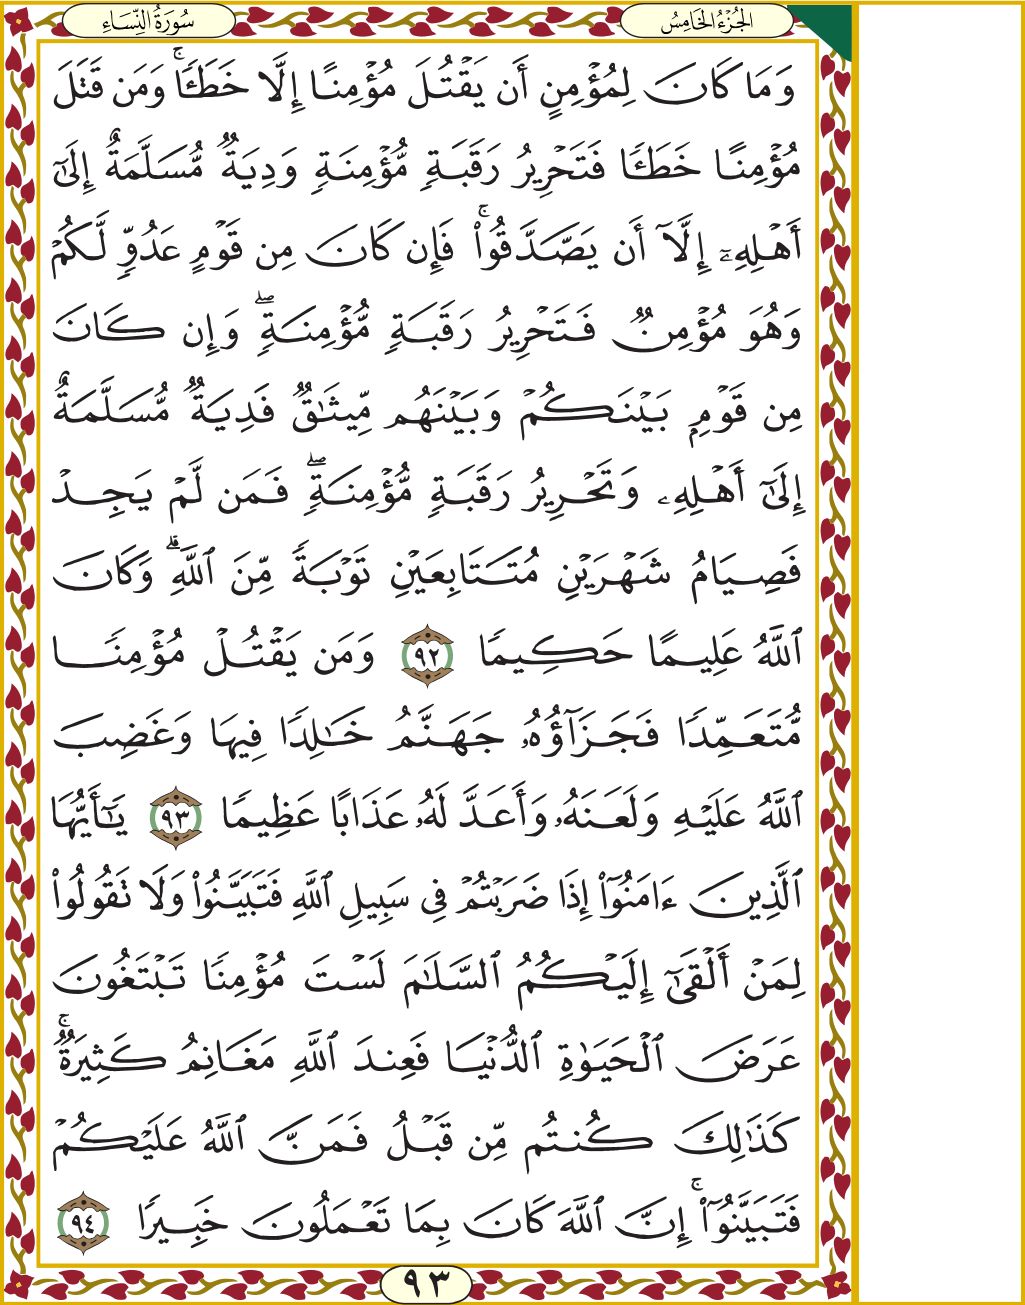 الجُزْءُ الخَامِسُ
سُورَةُ النِّسَاءِ
وَمَا كَانَ لِمُؤۡمِنٍ أَن يَقۡتُلَ مُؤۡمِنًا إِلَّا خَطَـٔٗاۚ وَمَن قَتَلَ
مُؤۡمِنًا خَطَـٔٗا فَتَحۡرِيرُ رَقَبَةٖ مُّؤۡمِنَةٖ وَدِيَةٞ مُّسَلَّمَةٌ إِلَىٰٓ
أَهۡلِهِۦٓ إِلَّآ أَن يَصَّدَّقُواْۚ فَإِن كَانَ مِن قَوۡمٍ عَدُوّٖ لَّكُمۡ
وَهُوَ مُؤۡمِنٞ فَتَحۡرِيرُ رَقَبَةٖ مُّؤۡمِنَةٖۖ وَإِن كَانَ
مِن قَوۡمِۭ بَيۡنَكُمۡ وَبَيۡنَهُم مِّيثَٰقٞ فَدِيَةٞ مُّسَلَّمَةٌ
إِلَىٰٓ أَهۡلِهِۦ وَتَحۡرِيرُ رَقَبَةٖ مُّؤۡمِنَةٖۖ فَمَن لَّمۡ يَجِدۡ
فَصِيَامُ شَهۡرَيۡنِ مُتَتَابِعَيۡنِ تَوۡبَةٗ مِّنَ ٱللَّهِۗ وَكَانَ
ٱللَّهُ عَلِيمًا حَكِيمٗا ٩٢ وَمَن يَقۡتُلۡ مُؤۡمِنٗا
مُّتَعَمِّدٗا فَجَزَآؤُهُۥ جَهَنَّمُ خَٰلِدٗا فِيهَا وَغَضِبَ
ٱللَّهُ عَلَيۡهِ وَلَعَنَهُۥ وَأَعَدَّ لَهُۥ عَذَابًا عَظِيمٗا ٩٣ يَٰٓأَيُّهَا
ٱلَّذِينَ ءَامَنُوٓاْ إِذَا ضَرَبۡتُمۡ فِي سَبِيلِ ٱللَّهِ فَتَبَيَّنُواْ وَلَا تَقُولُواْ
لِمَنۡ أَلۡقَىٰٓ إِلَيۡكُمُ ٱلسَّلَٰمَ لَسۡتَ مُؤۡمِنٗا تَبۡتَغُونَ
عَرَضَ ٱلۡحَيَوٰةِ ٱلدُّنۡيَا فَعِندَ ٱللَّهِ مَغَانِمُ كَثِيرَةٞۚ
كَذَٰلِكَ كُنتُم مِّن قَبۡلُ فَمَنَّ ٱللَّهُ عَلَيۡكُمۡ
فَتَبَيَّنُوٓاْۚ إِنَّ ٱللَّهَ كَانَ بِمَا تَعۡمَلُونَ خَبِيرٗا ٩٤
٩٣